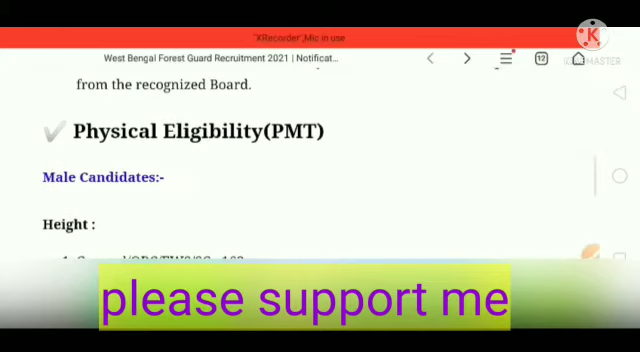 "XRecorder",Mic in use
West Bengal Forest Guard Recruitment 2021 | Notificat...
12
KINEMASTER
from the recognized Board.
✔ Physical Eligibility(PMT)
Male Candidates:-
Height :
please support me